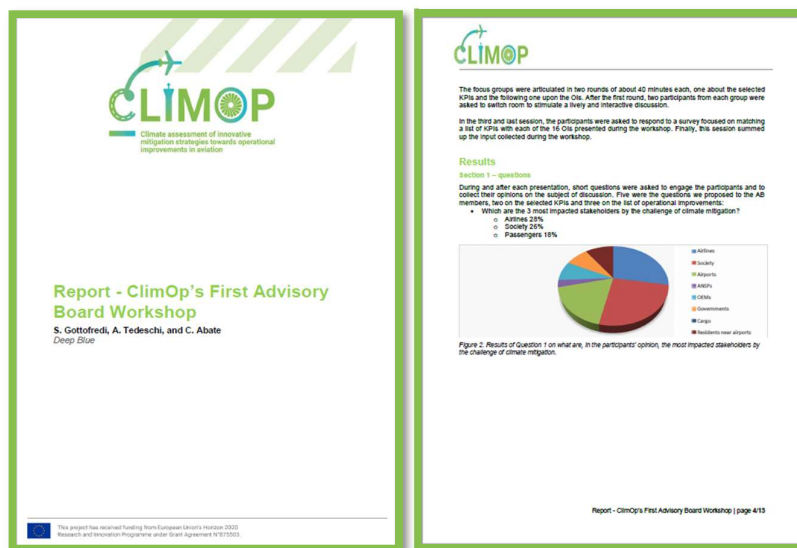 CLIMOP
Climate assessment of innovative
mitigation strategies towards operational
improvements in aviation
Report - ClimOp's First Advisory
Board Workshop
S. Gottofredi, A. Tedeschi, and C. Abate
Deep Blue
This project has received funding from European Union's Horizon 2020
Research and Innovation Programme under Grant Agreement N°875503.
CLIMOP
The focus groups were articulated in two rounds of about 40 minutes each, one about the selected
KPIs and the following one upon the OIs. After the first round, two participants from each group were
asked to switch room to stimulate a lively and interactive discussion.
In the third and last session, the participants were asked to respond to a survey focused on matching
a list of KPIs with each of the 16 OIs presented during the workshop. Finally, this session summed
up the input collected during the workshop.
Results
Section 1 – questions
During and after each presentation, short questions were asked to engage the participants and to
collect their opinions on the subject of discussion. Five were the questions we proposed to the AB
members, two on the selected KPIs and three on the list of operational improvements:
• Which are the 3 most impacted stakeholders by the challenge of climate mitigation?
o Airlines 28%
o Society 26%
o Passengers 18%
Airlines
Society
Airports
ANSPs
OEMs
Governments
Cargo
Residents near airports
Figure 2. Results of Question 1 on what are, in the participants' opinion, the most impacted stakeholders by
the challenge of climate mitigation.
Report - ClimOp's First Advisory Board Workshop | page 4/13